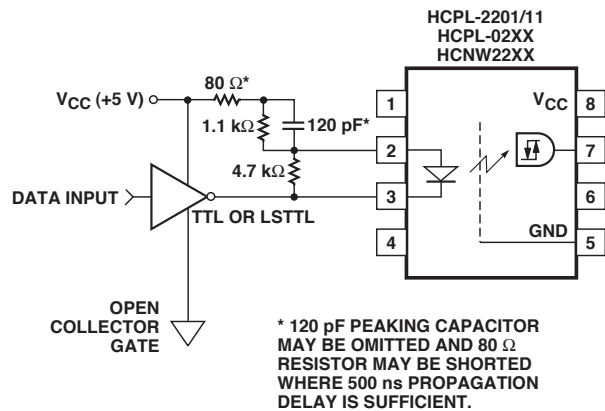 HCPL-2201/11
HCPL-02XX
HCNW22XX
80 Ω*
VCC (+5 V)
1.1 kΩ
120 pF*
4.7 kΩ
DATA INPUT
TTL OR LSTTL
1
2
3
4
VCC
8
7
6
GND
5
OPEN
COLLECTOR
GATE
* 120 pF PEAKING CAPACITOR
MAY BE OMITTED AND 80 Ω
RESISTOR MAY BE SHORTED
WHERE 500 ns PROPAGATION
DELAY IS SUFFICIENT.